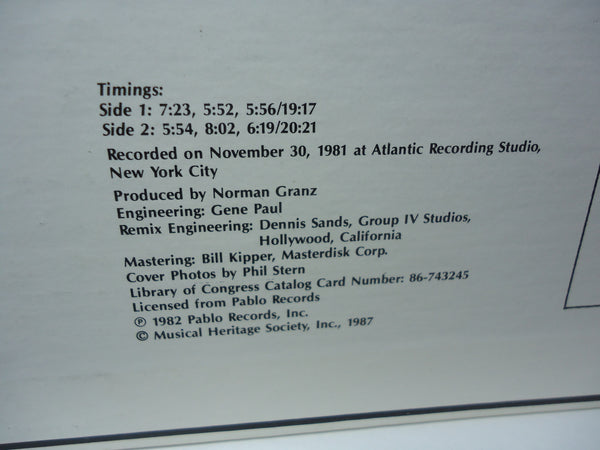 Timings:
Side 1: 7:23, 5:52, 5:56/19:17
Side 2: 5:54, 8:02, 6:19/20:21
Recorded on November 30, 1981 at Atlantic Recording Studio,
New York City
Produced by Norman Granz
Engineering: Gene Paul
Remix Engineering: Dennis Sands, Group IV Studios,
Hollywood, California
Mastering: Bill Kipper, Masterdisk Corp.
Cover Photos by Phil Stern
Library of Congress Catalog Card Number: 86-743245
Licensed from Pablo Records
℗ 1982 Pablo Records, Inc.
© Musical Heritage Society, Inc., 1987